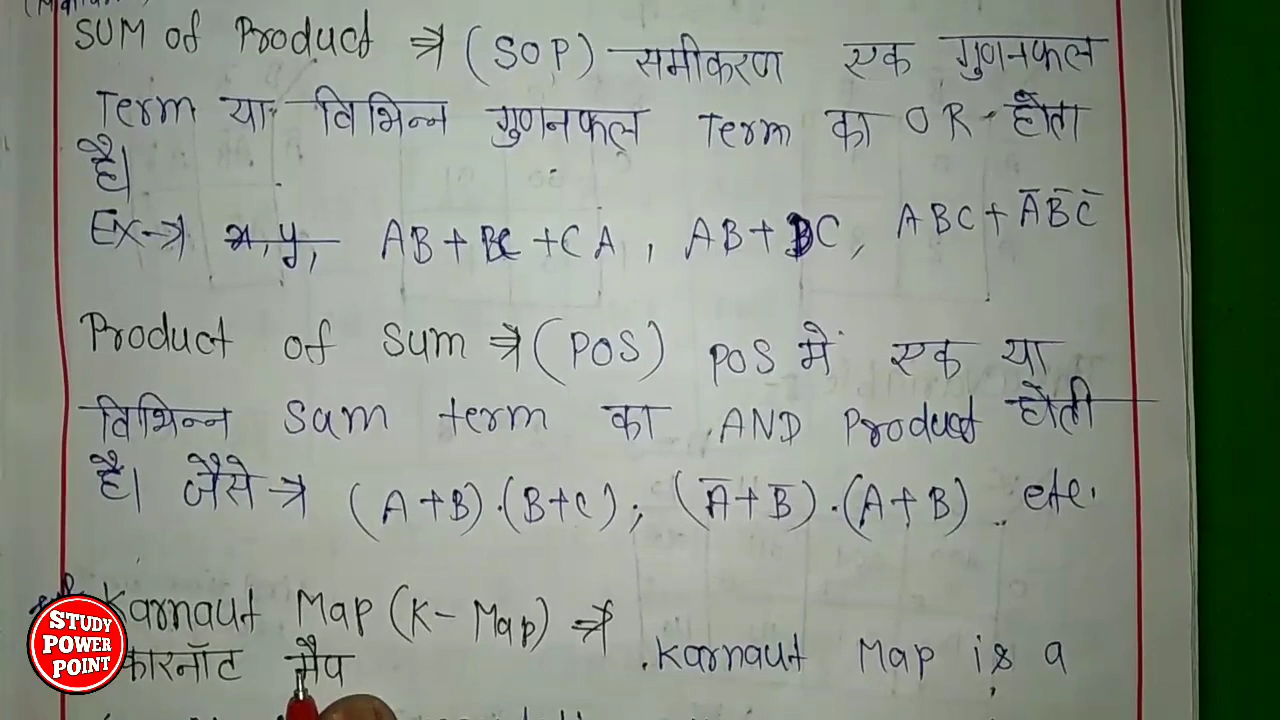 SUM of Product ⇒ (SOP) समीकरण एक गुणनफल
Term या विभिन्न गुणनफल Term का OR होता
है।
Ex→ x, y, AB + BC + CA, AB + DC, ABC + A̅B̅C̅
Product of Sum ⇒ (POS) POS में एक या
विभिन्न Sum term का AND Product होती
है। जैसे→ (A+B).(B+C); (A̅+B̅).(A+B) etc.
Karnaut Map (K-Map) ⇒
कारनॉट मैप Karnaut Map is a
STUDY
POWER
POINT